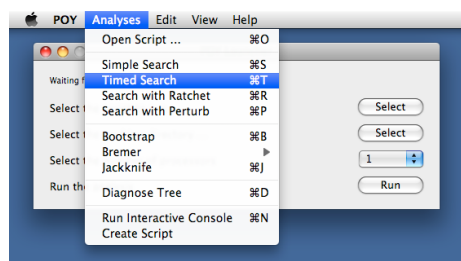 POY Analyses Edit View Help
Open Script ... ⌘O
Simple Search ⌘S
Waiting
Timed Search ⌘T
Search with Ratchet ⌘R
Select Select
Search with Perturb ⌘P
Select Bootstrap ⌘B Select
Bremer
Select Jackknife ⌘J 1
Run Diagnose Tree ⌘D Run
Run Interactive Console ⌘N
Create Script